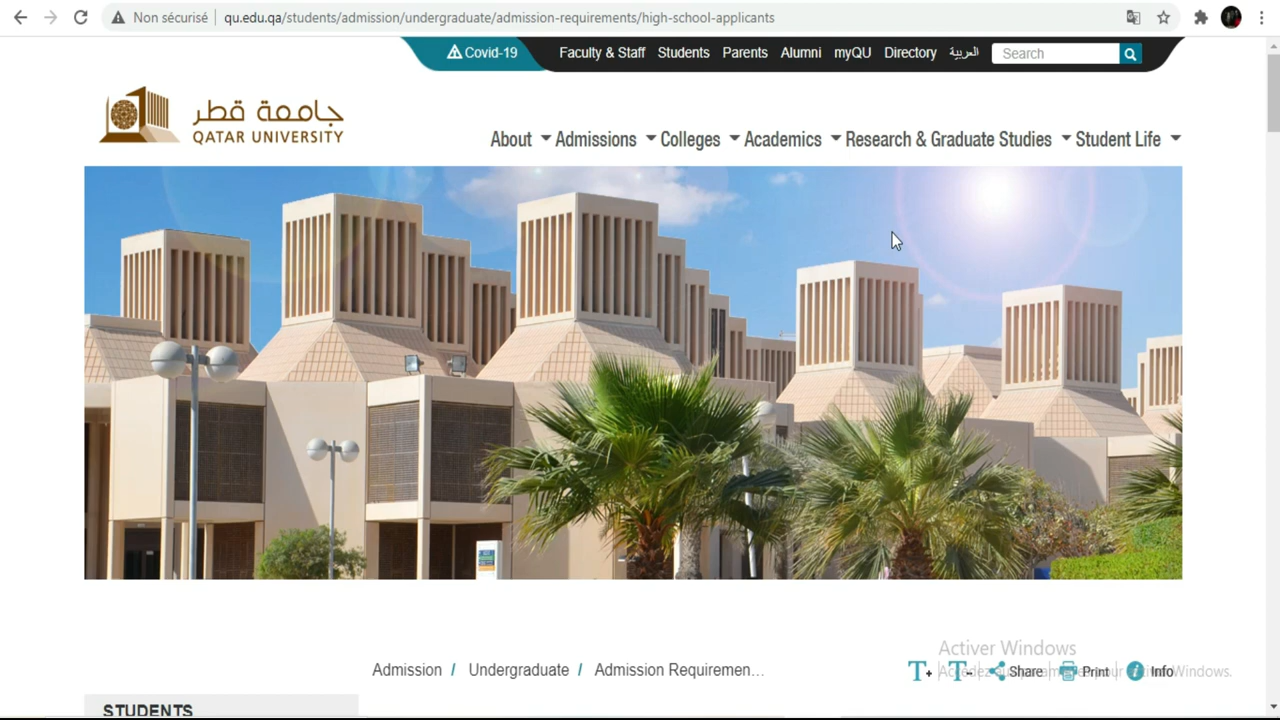 Non sécurisé | qu.edu.qa/students/admission/undergraduate/admission-requirements/high-school-applicants
Covid-19 Faculty & Staff Students Parents Alumni myQU Directory العربية Search
جامعة قطر
QATAR UNIVERSITY
About Admissions Colleges Academics Research & Graduate Studies Student Life
Activer Windows
Admission / Undergraduate / Admission Requiremen...
T+ T- Share Print Info
Windows.
STUDENTS